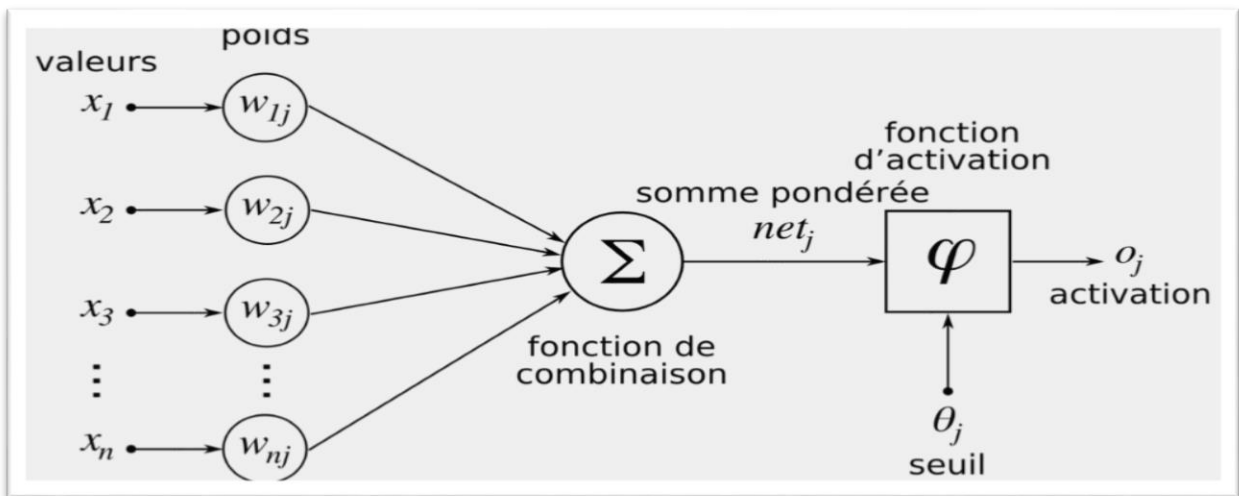 poids
valeurs
x₁
w₁ⱼ
x₂
w₂ⱼ
x₃
w₃ⱼ
⋮
⋮
xₙ
wₙⱼ
Σ
fonction de
combinaison
somme pondérée
netⱼ
fonction
d’activation
φ
oⱼ
activation
θⱼ
seuil